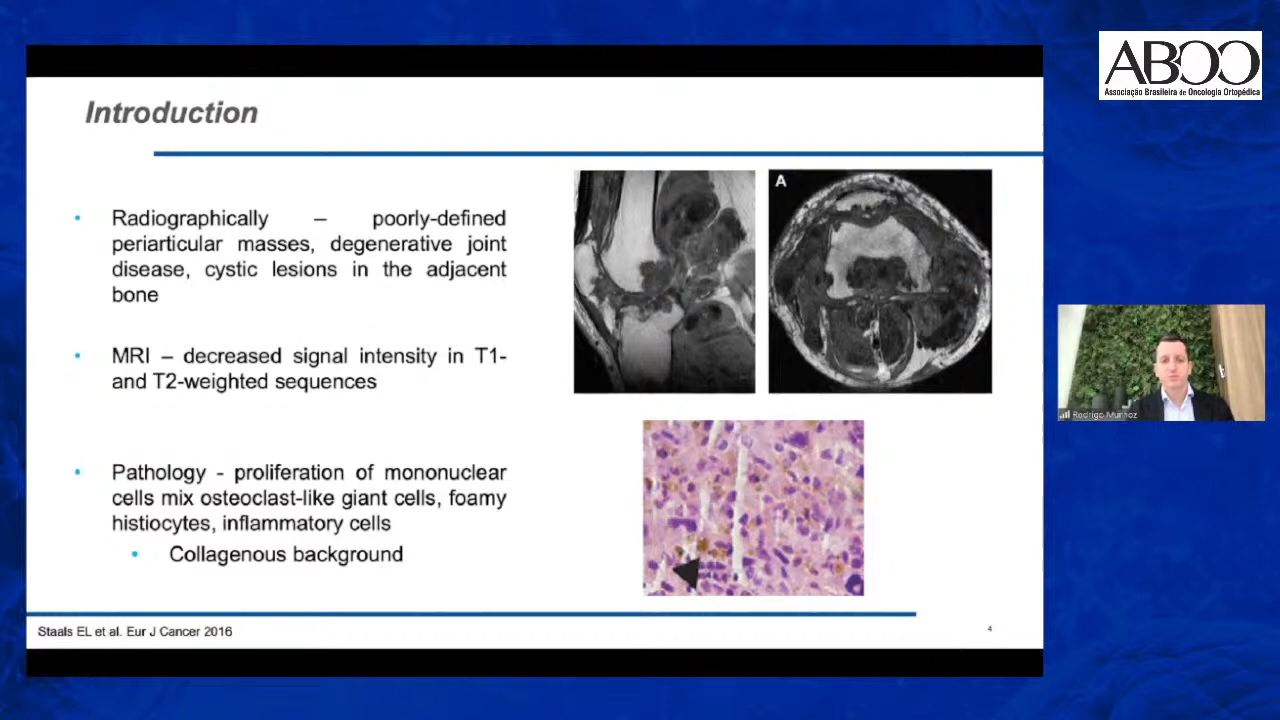 ABOO
Associação Brasileira de Oncologia Ortopédica
Introduction
• Radiographically – poorly-defined
periarticular masses, degenerative joint
disease, cystic lesions in the adjacent
bone
• MRI – decreased signal intensity in T1-
and T2-weighted sequences
• Pathology - proliferation of mononuclear
cells mix osteoclast-like giant cells, foamy
histiocytes, inflammatory cells
• Collagenous background
A
Rodrigo Munhoz
Staals EL et al. Eur J Cancer 2016
4